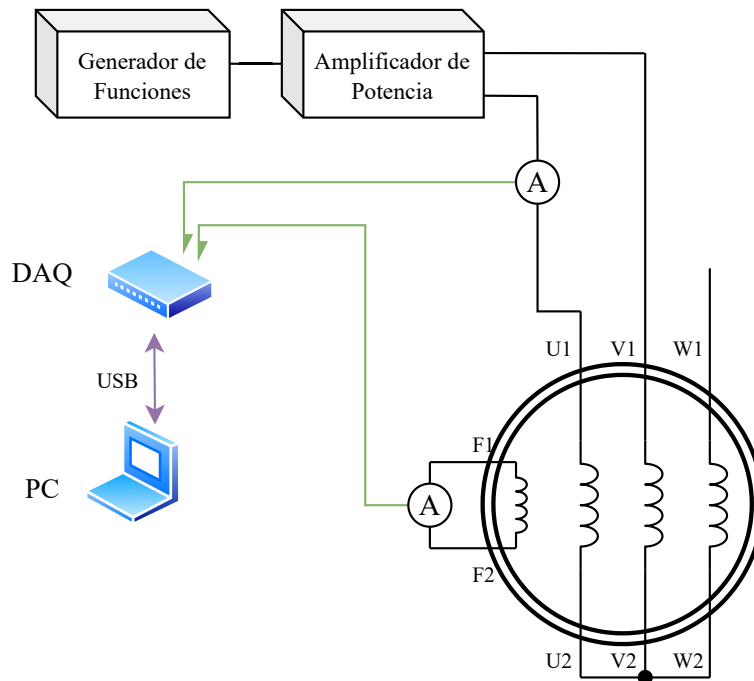 Generador de
Funciones
Amplificador de
Potencia
A
DAQ
U1
V1
W1
USB
F1
PC
A
F2
U2
V2
W2